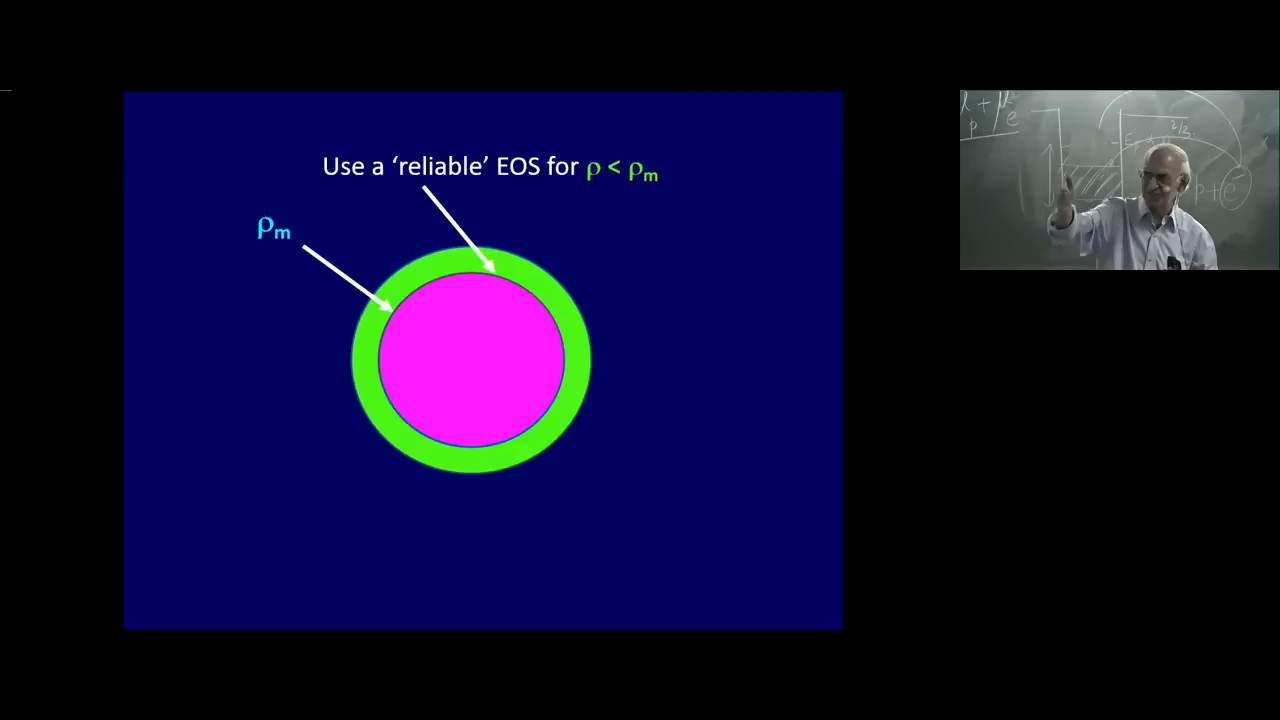 Use a ‘reliable’ EOS for ρ < ρm
ρm
p + e⁻